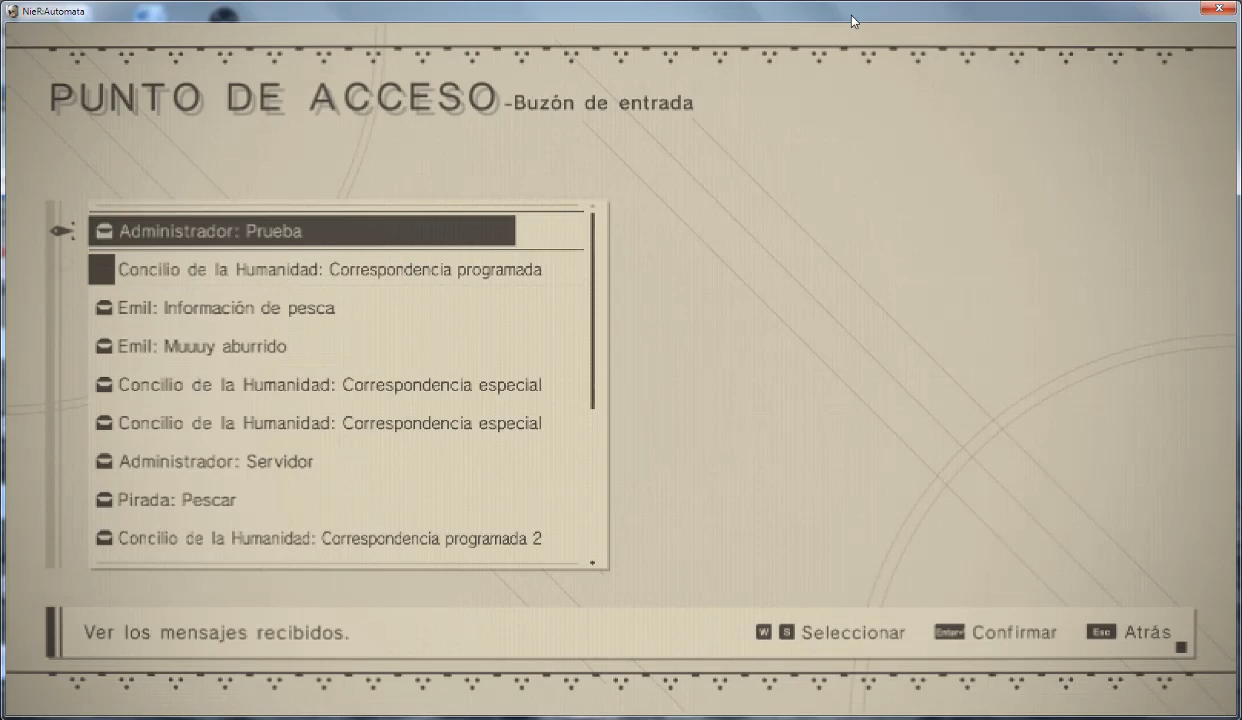 NieR:Automata
PUNTO DE ACCESO -Buzón de entrada
Administrador: Prueba
Concilio de la Humanidad: Correspondencia programada
Emil: Información de pesca
Emil: Muuuy aburrido
Concilio de la Humanidad: Correspondencia especial
Concilio de la Humanidad: Correspondencia especial
Administrador: Servidor
Pirada: Pescar
Concilio de la Humanidad: Correspondencia programada 2
Ver los mensajes recibidos.
W S Seleccionar Enter Confirmar Esc Atrás